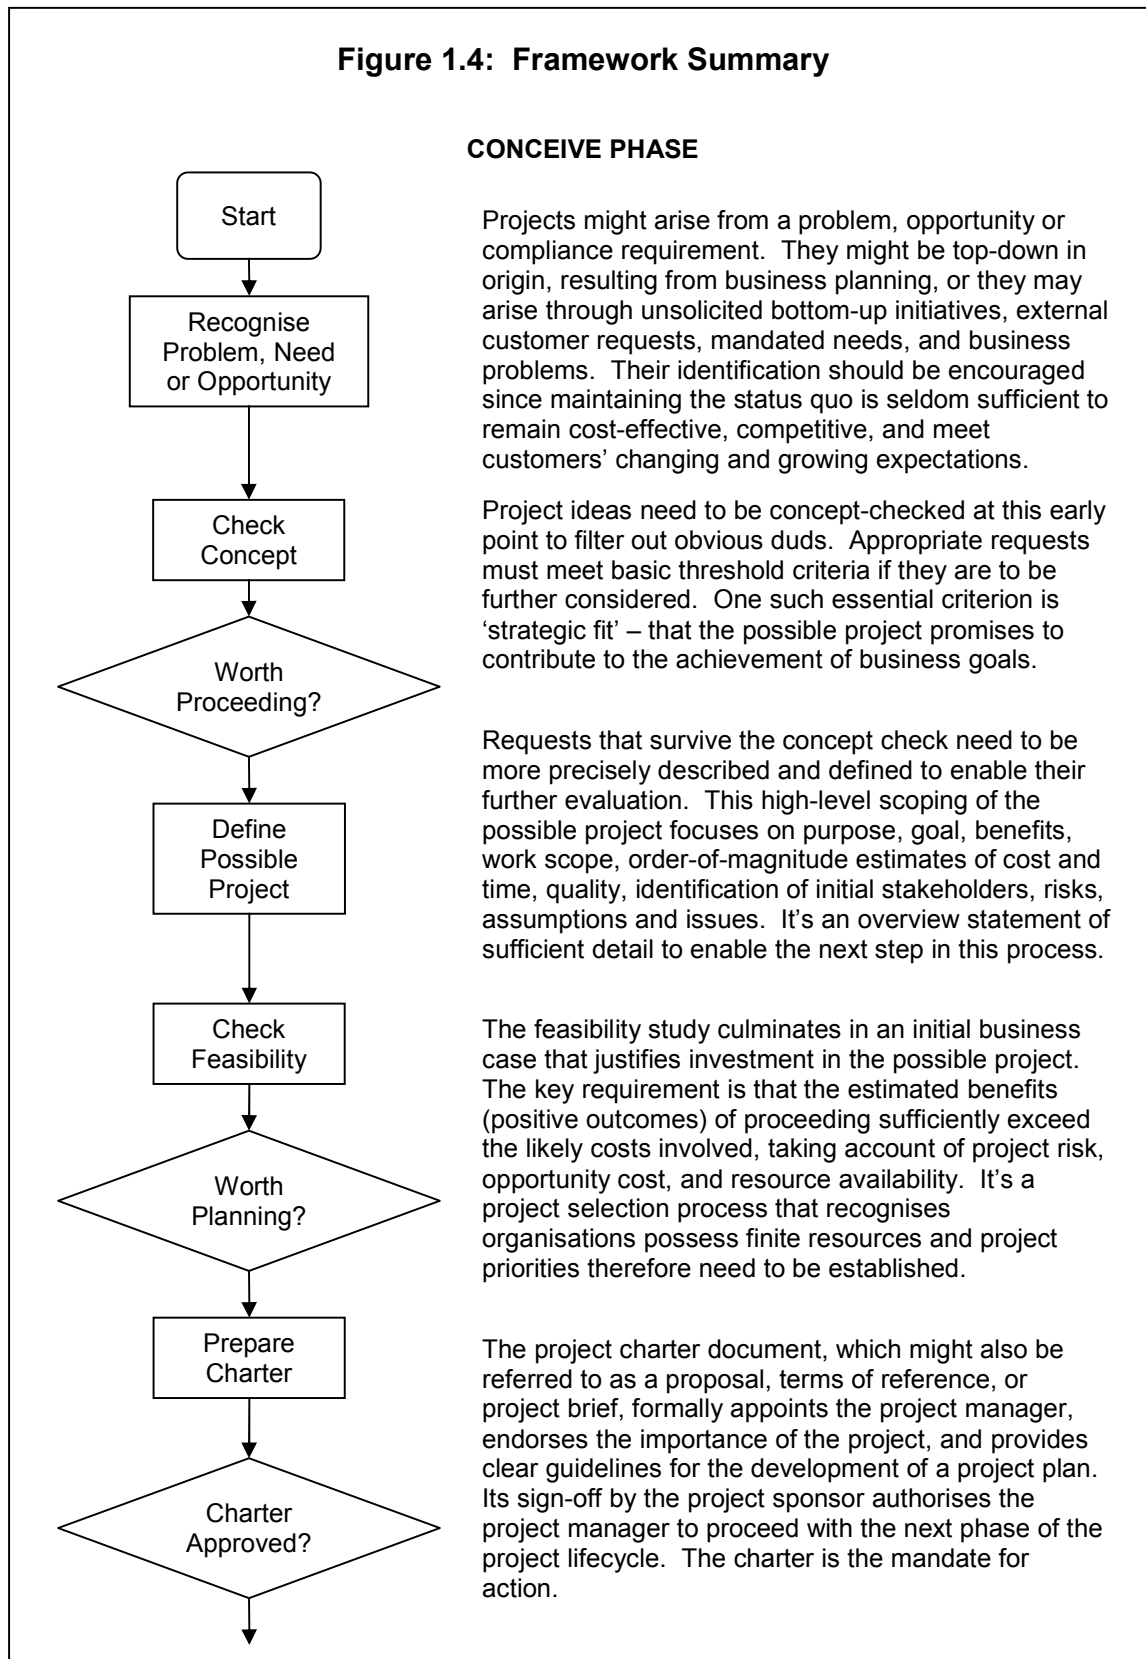 Figure 1.4:  Framework Summary
CONCEIVE PHASE
Start
Projects might arise from a problem, opportunity or
compliance requirement.  They might be top-down in
origin, resulting from business planning, or they may
arise through unsolicited bottom-up initiatives, external
customer requests, mandated needs, and business
problems.  Their identification should be encouraged
since maintaining the status quo is seldom sufficient to
remain cost-effective, competitive, and meet
customers’ changing and growing expectations.
Recognise
Problem, Need
or Opportunity
Check
Concept
Project ideas need to be concept-checked at this early
point to filter out obvious duds.  Appropriate requests
must meet basic threshold criteria if they are to be
further considered.  One such essential criterion is
‘strategic fit’ – that the possible project promises to
contribute to the achievement of business goals.
Worth
Proceeding?
Define
Possible
Project
Requests that survive the concept check need to be
more precisely described and defined to enable their
further evaluation.  This high-level scoping of the
possible project focuses on purpose, goal, benefits,
work scope, order-of-magnitude estimates of cost and
time, quality, identification of initial stakeholders, risks,
assumptions and issues.  It’s an overview statement of
sufficient detail to enable the next step in this process.
Check
Feasibility
The feasibility study culminates in an initial business
case that justifies investment in the possible project.
The key requirement is that the estimated benefits
(positive outcomes) of proceeding sufficiently exceed
the likely costs involved, taking account of project risk,
opportunity cost, and resource availability.  It’s a
project selection process that recognises
organisations possess finite resources and project
priorities therefore need to be established.
Worth
Planning?
Prepare
Charter
The project charter document, which might also be
referred to as a proposal, terms of reference, or
project brief, formally appoints the project manager,
endorses the importance of the project, and provides
clear guidelines for the development of a project plan.
Its sign-off by the project sponsor authorises the
project manager to proceed with the next phase of the
project lifecycle.  The charter is the mandate for
action.
Charter
Approved?